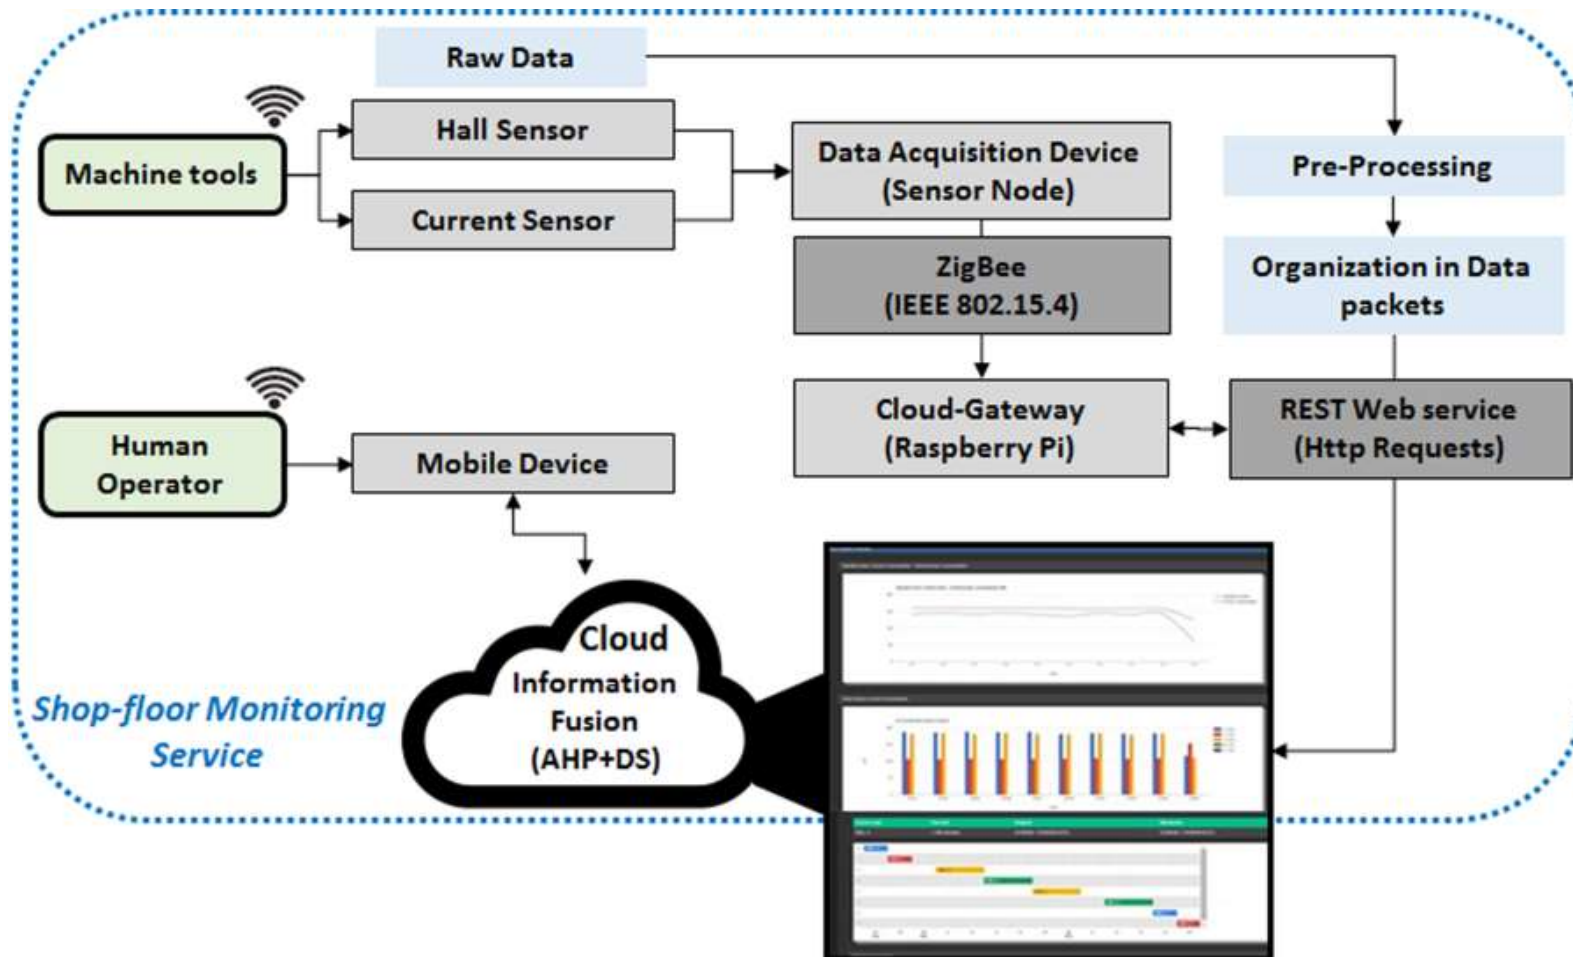 Raw Data
Hall Sensor
Machine tools
Current Sensor
Data Acquisition Device
(Sensor Node)
Pre-Processing
ZigBee
(IEEE 802.15.4)
Organization in Data
packets
Cloud-Gateway
(Raspberry Pi)
REST Web service
(Http Requests)
Human
Operator
Mobile Device
Cloud
Information
Fusion
(AHP+DS)
Shop-floor Monitoring
Service